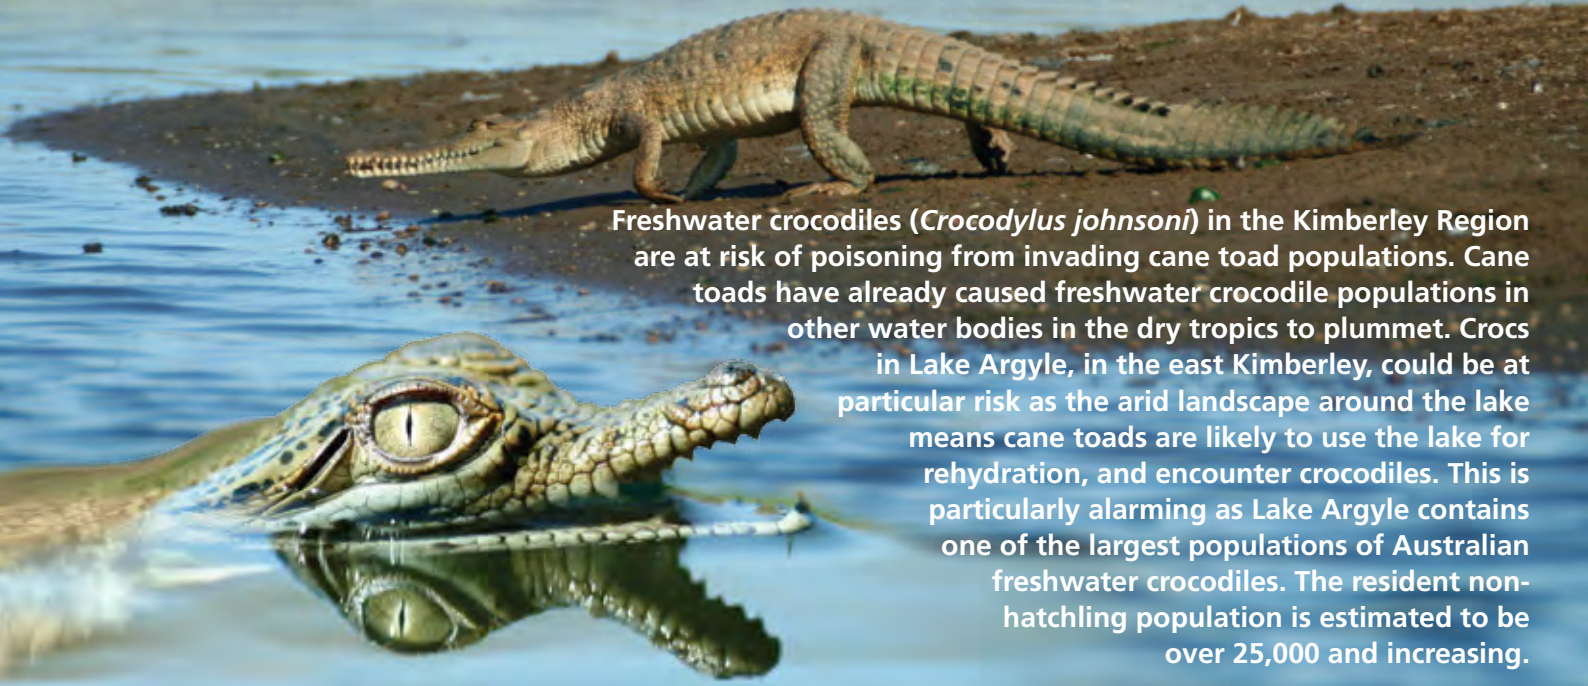 Freshwater crocodiles (Crocodylus johnsoni) in the Kimberley Region
are at risk of poisoning from invading cane toad populations. Cane
toads have already caused freshwater crocodile populations in
other water bodies in the dry tropics to plummet. Crocs
in Lake Argyle, in the east Kimberley, could be at
particular risk as the arid landscape around the lake
means cane toads are likely to use the lake for
rehydration, and encounter crocodiles. This is
particularly alarming as Lake Argyle contains
one of the largest populations of Australian
freshwater crocodiles. The resident non-
hatchling population is estimated to be
over 25,000 and increasing.